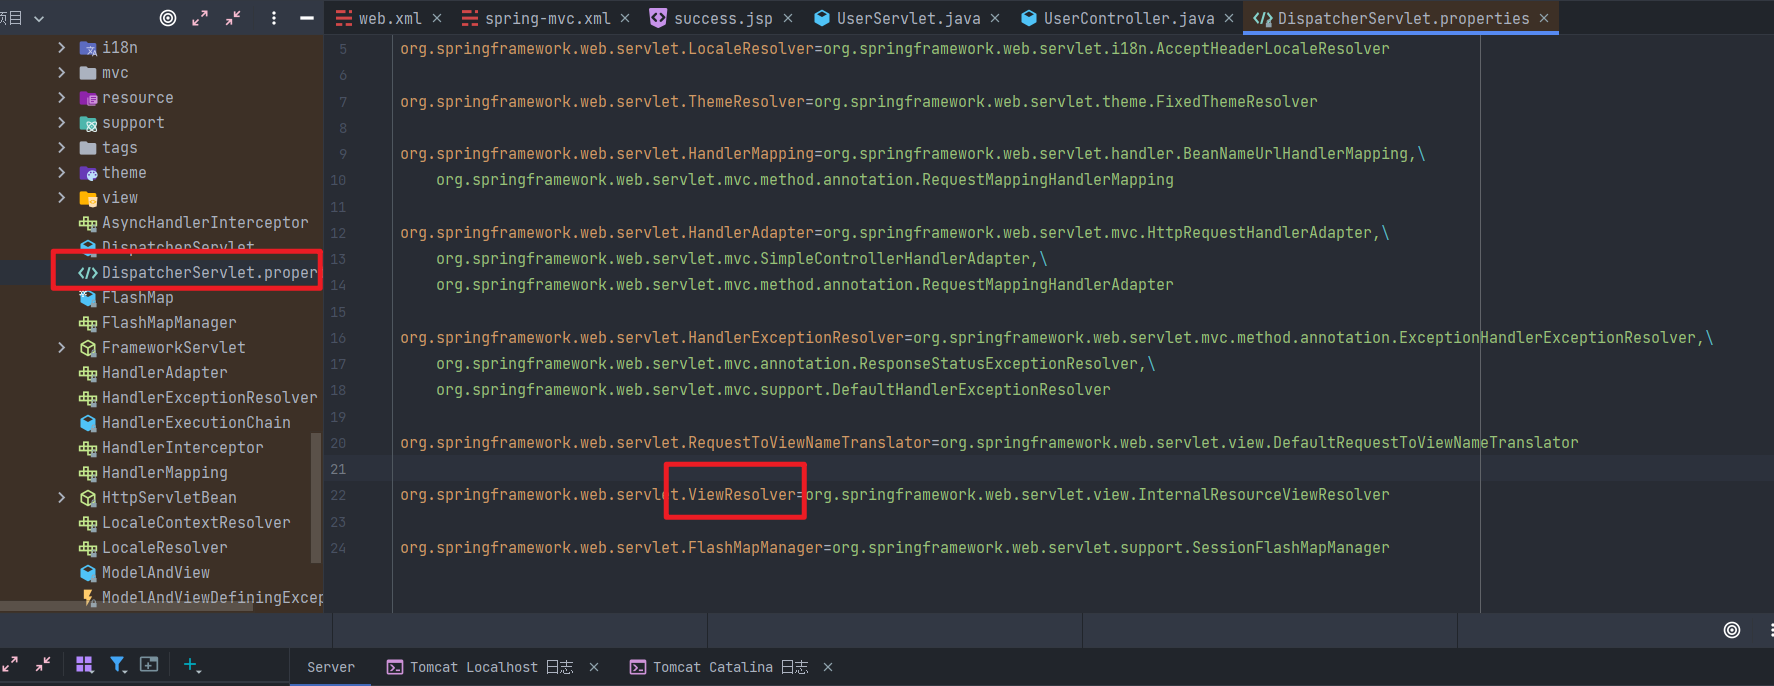 项目
web.xml
spring-mvc.xml
success.jsp
UserServlet.java
UserController.java
DispatcherServlet.properties
i18n
mvc
resource
support
tags
theme
view
AsyncHandlerInterceptor
DispatcherServlet
DispatcherServlet.proper
FlashMap
FlashMapManager
FrameworkServlet
HandlerAdapter
HandlerExceptionResolver
HandlerExecutionChain
HandlerInterceptor
HandlerMapping
HttpServletBean
LocaleContextResolver
LocaleResolver
ModelAndView
ModelAndViewDefiningExcep
5 org.springframework.web.servlet.LocaleResolver=org.springframework.web.servlet.i18n.AcceptHeaderLocaleResolver
6
7 org.springframework.web.servlet.ThemeResolver=org.springframework.web.servlet.theme.FixedThemeResolver
8
9 org.springframework.web.servlet.HandlerMapping=org.springframework.web.servlet.handler.BeanNameUrlHandlerMapping,\
10 org.springframework.web.servlet.mvc.method.annotation.RequestMappingHandlerMapping
11
12 org.springframework.web.servlet.HandlerAdapter=org.springframework.web.servlet.mvc.HttpRequestHandlerAdapter,\
13 org.springframework.web.servlet.mvc.SimpleControllerHandlerAdapter,\
14 org.springframework.web.servlet.mvc.method.annotation.RequestMappingHandlerAdapter
15
16 org.springframework.web.servlet.HandlerExceptionResolver=org.springframework.web.servlet.mvc.method.annotation.ExceptionHandlerExceptionResolver,\
17 org.springframework.web.servlet.mvc.annotation.ResponseStatusExceptionResolver,\
18 org.springframework.web.servlet.mvc.support.DefaultHandlerExceptionResolver
19
20 org.springframework.web.servlet.RequestToViewNameTranslator=org.springframework.web.servlet.view.DefaultRequestToViewNameTranslator
21
22 org.springframework.web.servlet.ViewResolver=org.springframework.web.servlet.view.InternalResourceViewResolver
23
24 org.springframework.web.servlet.FlashMapManager=org.springframework.web.servlet.support.SessionFlashMapManager
Server
Tomcat Localhost 日志
Tomcat Catalina 日志